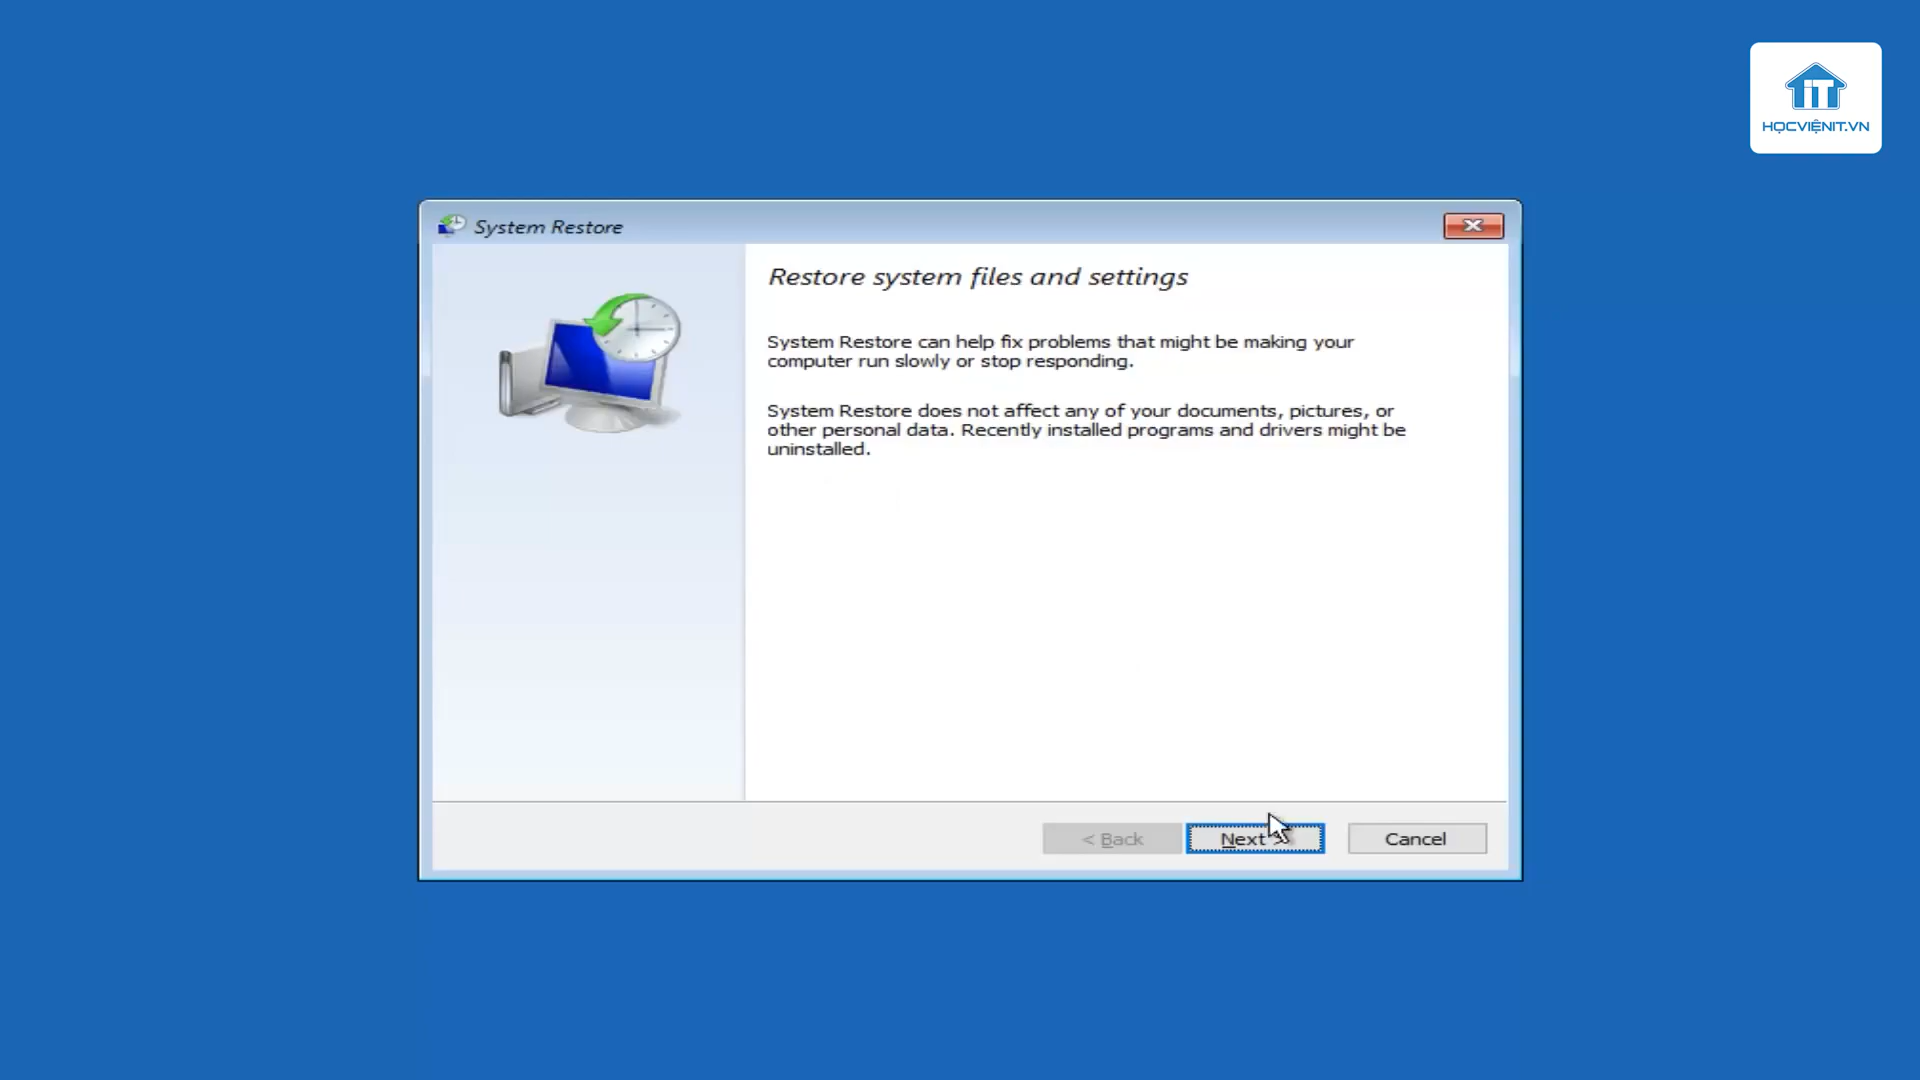 HỌCVIỆNIT.VN
System Restore
Restore system files and settings
System Restore can help fix problems that might be making your
computer run slowly or stop responding.
System Restore does not affect any of your documents, pictures, or
other personal data. Recently installed programs and drivers might be
uninstalled.
< Back
Next >
Cancel